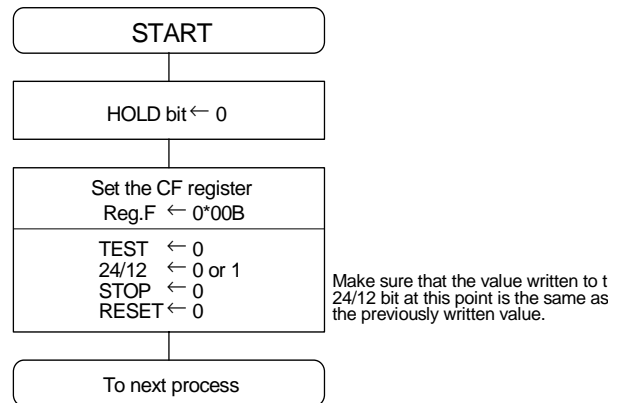 START
HOLD bit ← 0
Set the CF register
Reg.F ← 0*00B
TEST ← 0
24/12 ← 0 or 1
STOP ← 0
RESET ← 0
Make sure that the value written to t
24/12 bit at this point is the same as
the previously written value.
To next process